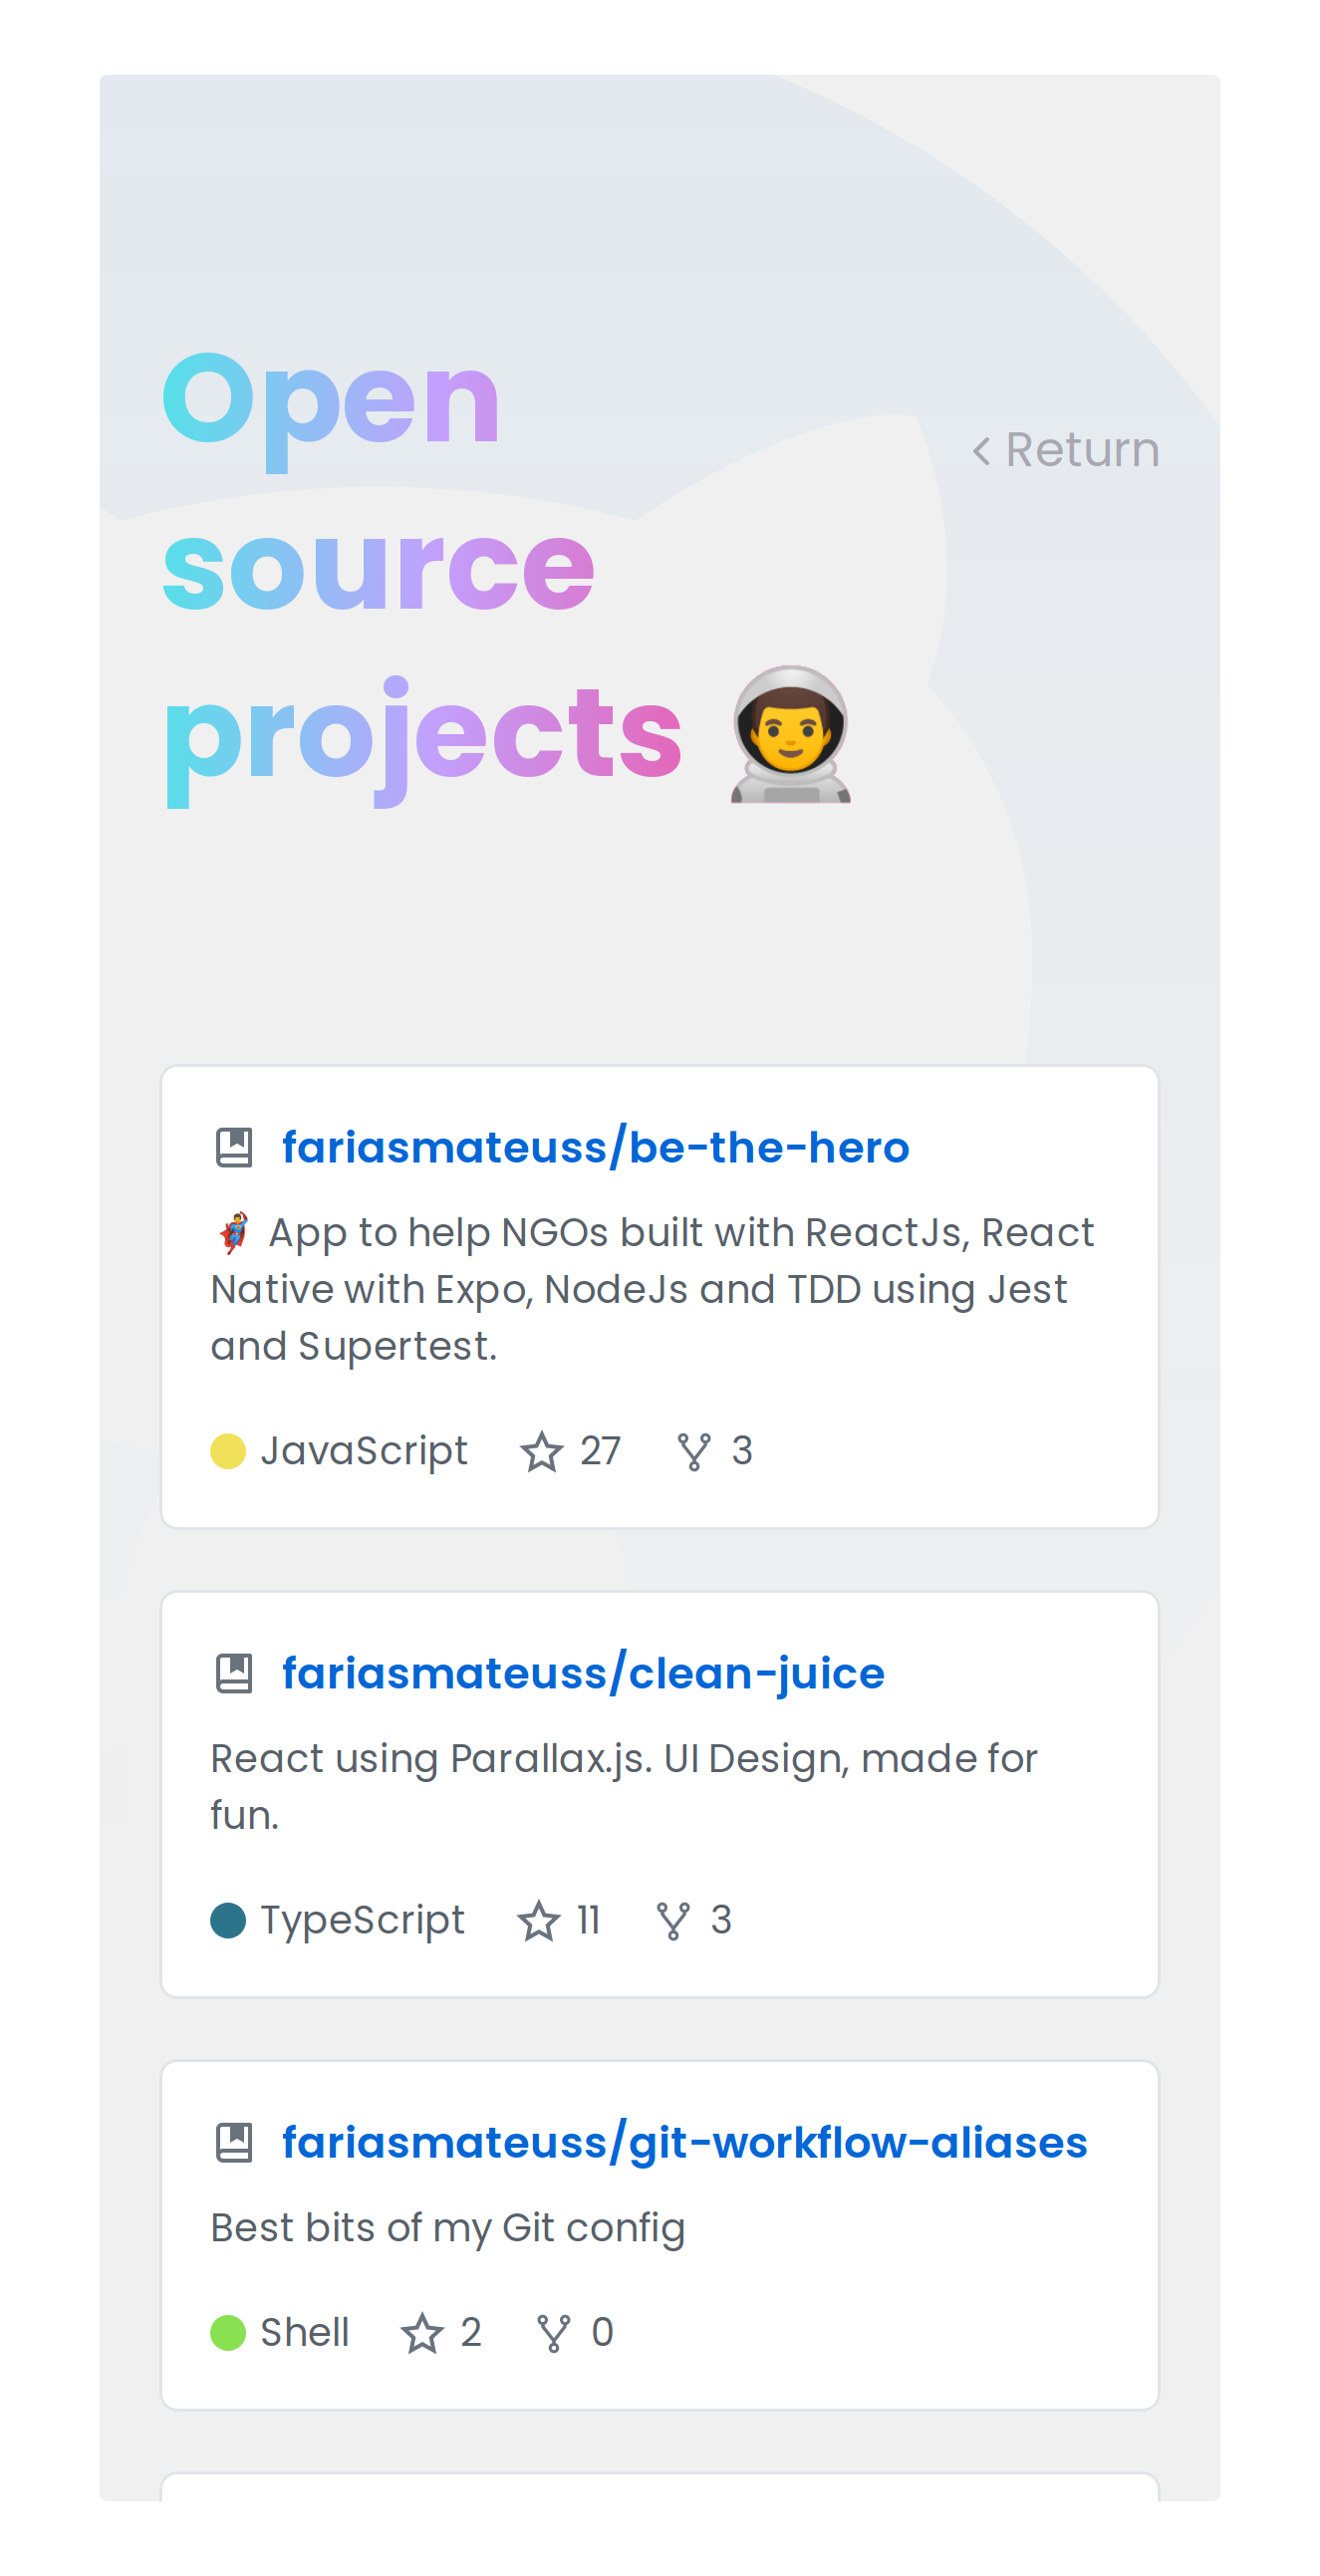 Open
source
projects 👨‍🚀
Return
fariasmateuss/be-the-hero
🦸 App to help NGOs built with ReactJs, React
Native with Expo, NodeJs and TDD using Jest
and Supertest.
JavaScript 27 3
fariasmateuss/clean-juice
React using Parallax.js. UI Design, made for
fun.
TypeScript 11 3
fariasmateuss/git-workflow-aliases
Best bits of my Git config
Shell 2 0